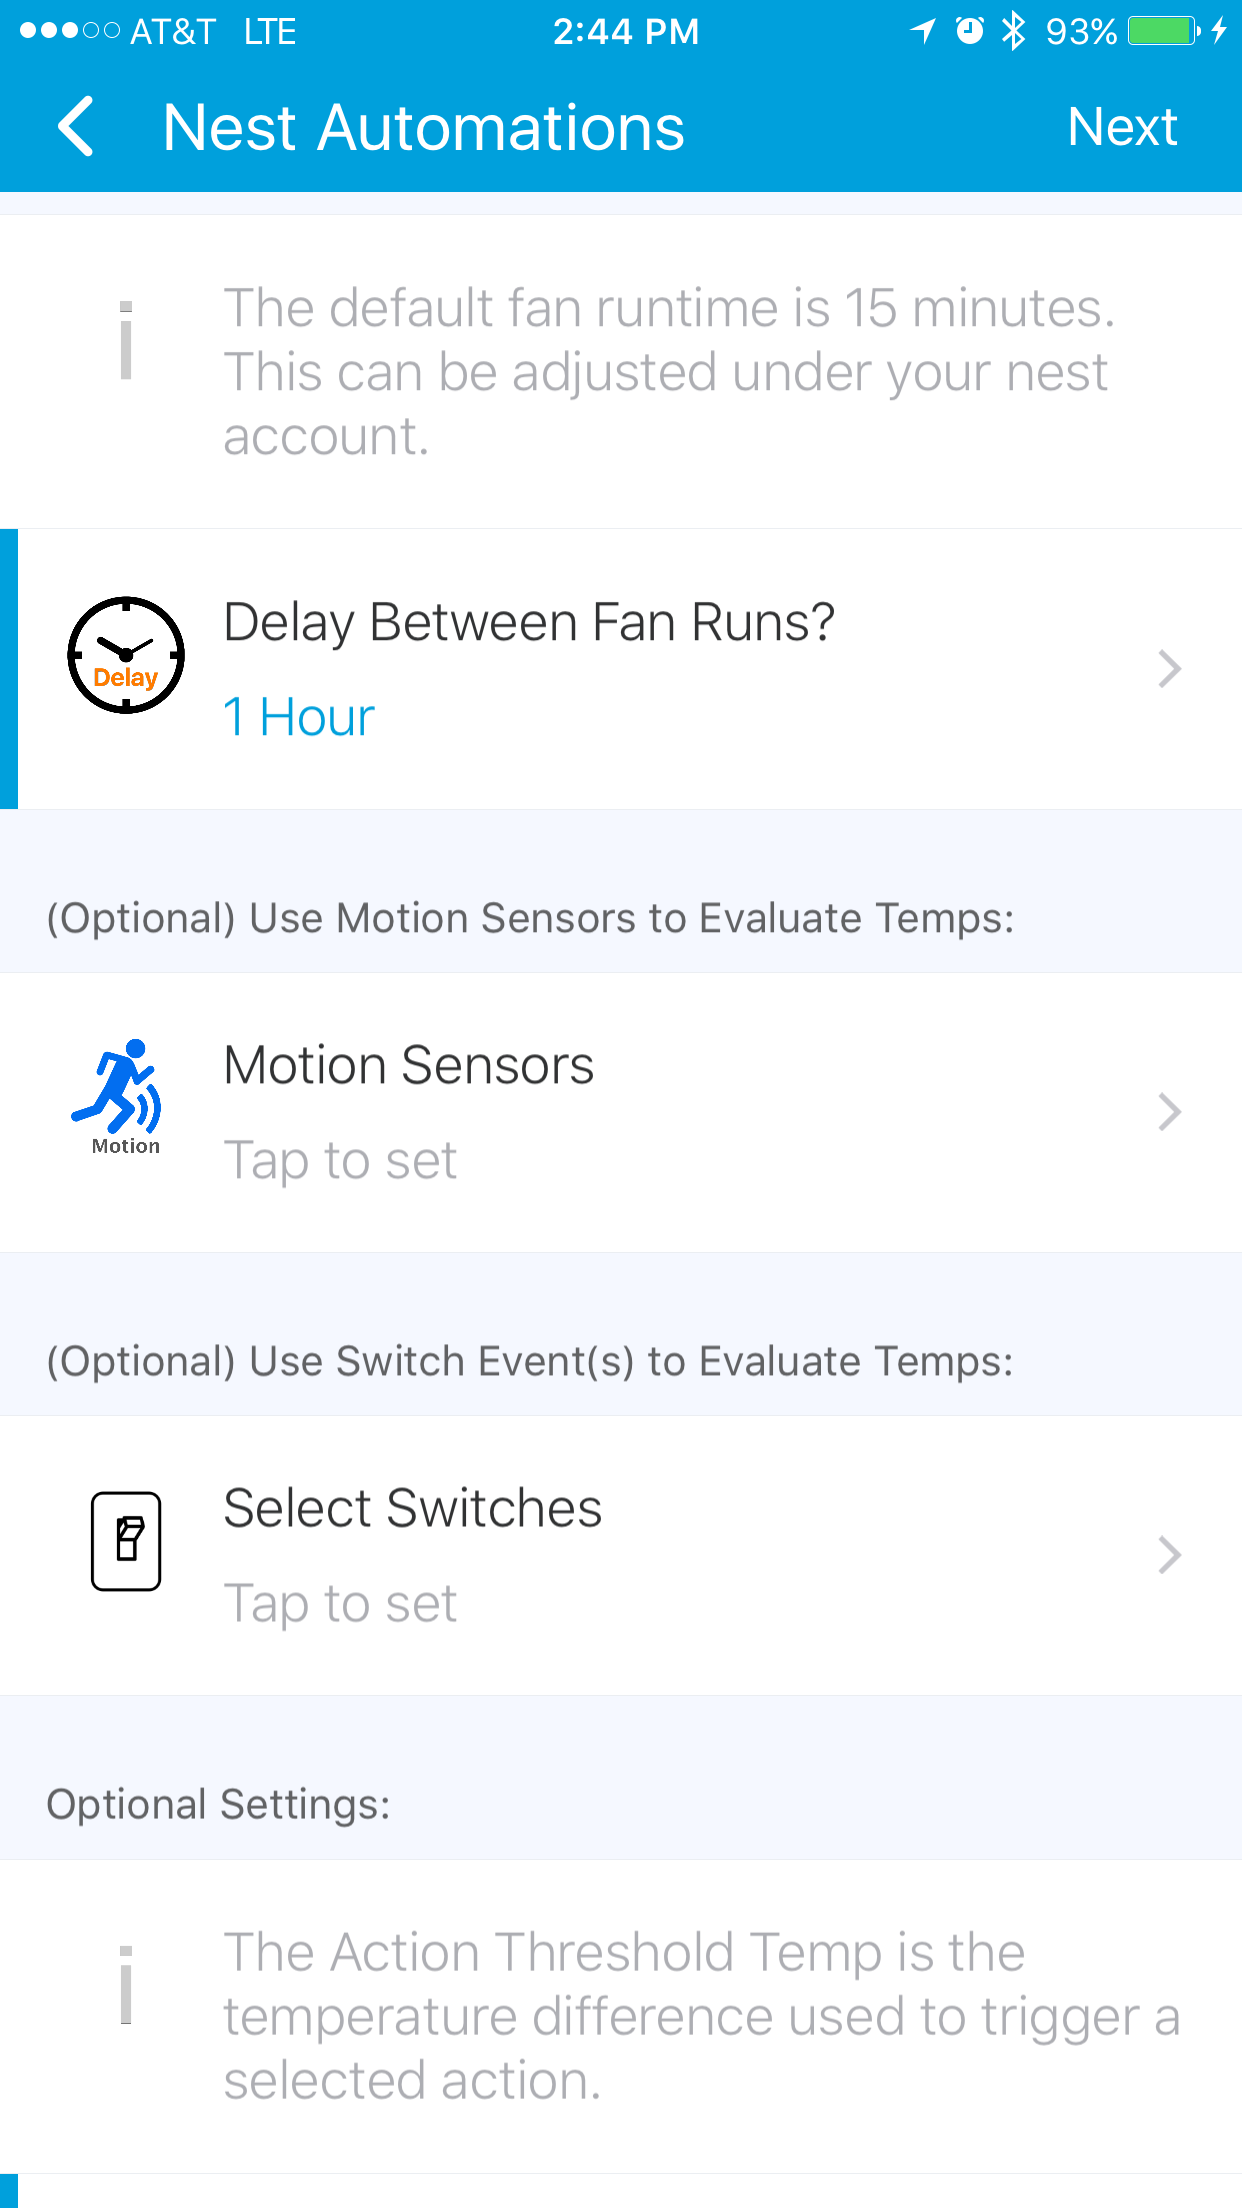 AT&T LTE 2:44 PM 93%
Nest Automations Next
The default fan runtime is 15 minutes.
This can be adjusted under your nest
account.
Delay Between Fan Runs?
Delay
1 Hour
(Optional) Use Motion Sensors to Evaluate Temps:
Motion Sensors
Motion
Tap to set
(Optional) Use Switch Event(s) to Evaluate Temps:
Select Switches
Tap to set
Optional Settings:
The Action Threshold Temp is the
temperature difference used to trigger a
selected action.